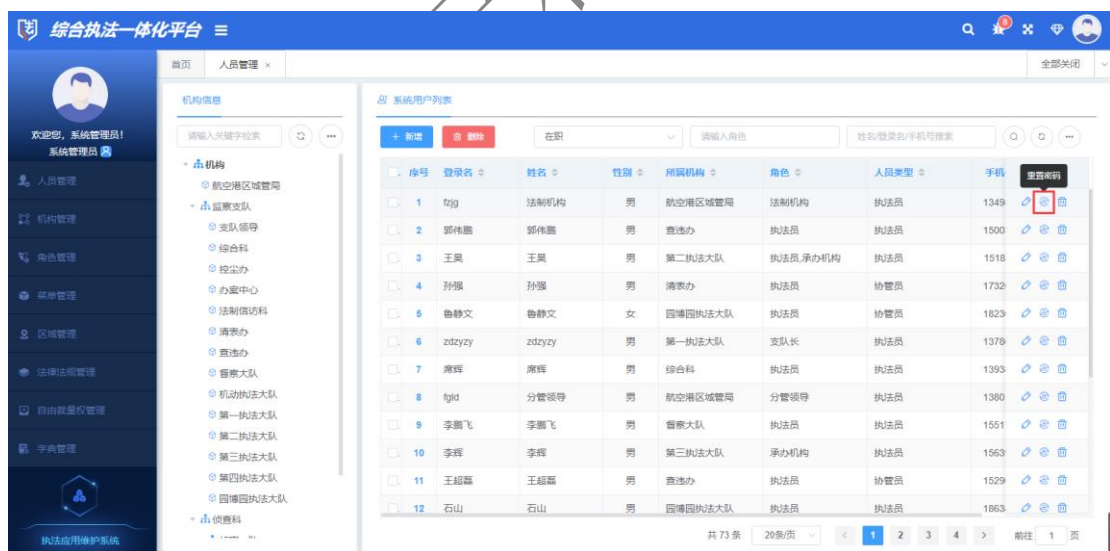 综合执法一体化平台
8
首页 人员管理 × 全部关闭
欢迎您，系统管理员！
系统管理员
人员管理
机构管理
角色管理
菜单管理
区域管理
法律法规管理
自由裁量权管理
字典管理
执法应用维护系统
机构信息
请输入关键字检索
机构
航空港区城管局
监察支队
支队领导
综合科
控尘办
办案中心
法制信访科
清表办
查违办
督察大队
机动执法大队
第一执法大队
第二执法大队
第三执法大队
第四执法大队
园博园执法大队
侦查科
系统用户列表
+ 新增 删除 在职 请输入角色 姓名/登录名/手机号搜索
重置密码
序号 登录名 姓名 性别 所属机构 角色 人员类型 手机
1 fzjg 法制机构 男 航空港区城管局 法制机构 执法员 1349
2 郭伟鹏 郭伟鹏 男 查违办 执法员 执法员 1500
3 王昊 王昊 男 第二执法大队 执法员,承办机构 执法员 1518
4 孙强 孙强 男 清表办 执法员 协管员 1732
5 鲁静文 鲁静文 女 园博园执法大队 执法员 协管员 1823
6 zdzyzy zdzyzy 男 第一执法大队 支队长 执法员 1378
7 席辉 席辉 男 综合科 执法员 执法员 1393
8 fgld 分管领导 男 航空港区城管局 分管领导 执法员 1380
9 李鹏飞 李鹏飞 男 督察大队 执法员 执法员 1551
10 李辉 李辉 男 第三执法大队 承办机构 执法员 1563
11 王超磊 王超磊 男 查违办 执法员 协管员 1529
12 石山 石山 男 园博园执法大队 执法员 执法员 1863
共 73 条 20条/页 < 1 2 3 4 > 前往 1 页